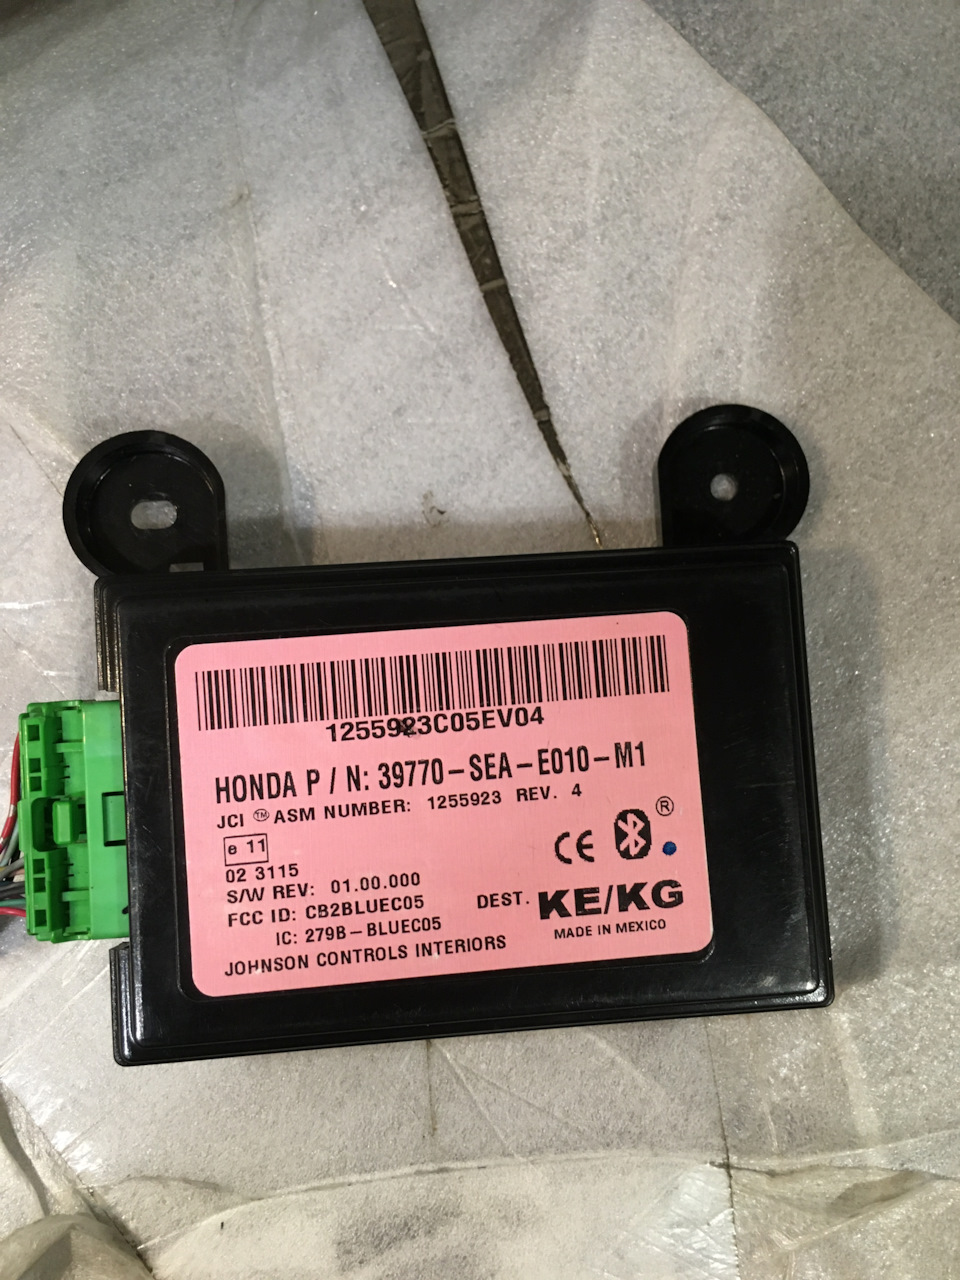 1255923C05EV04
HONDA P / N: 39770-SEA-E010-M1
JCI ™ ASM NUMBER: 1255923 REV. 4
e 11
02 3115
CE ®
S/W REV: 01.00.000
FCC ID: CB2BLUEC05
DEST. KE/KG
IC: 279B-BLUEC05
MADE IN MEXICO
JOHNSON CONTROLS INTERIORS